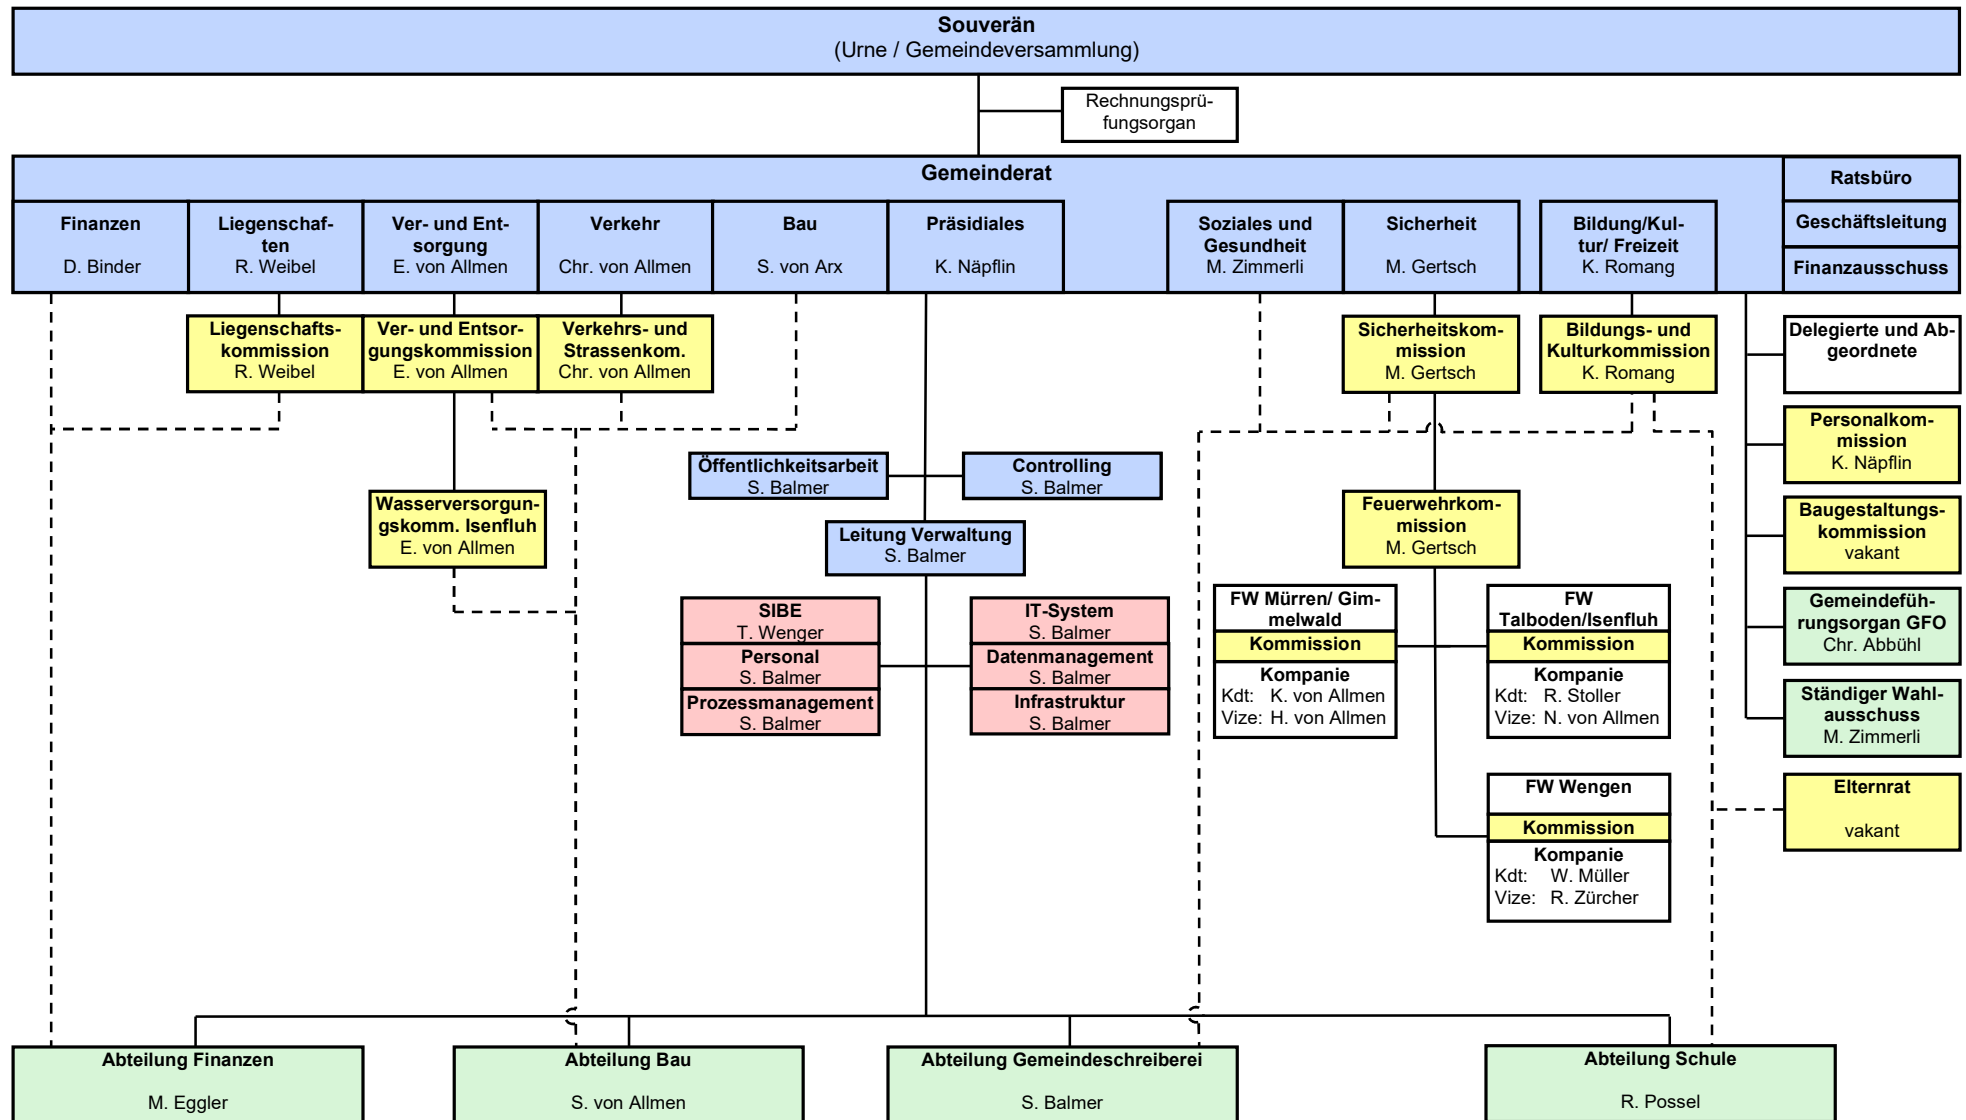 Souverän
(Urne / Gemeindeversammlung)
Rechnungsprü-
fungsorgan
Gemeinderat
Ratsbüro
Geschäftsleitung
Finanzausschuss
Finanzen
D. Binder
Liegenschaf-
ten
R. Weibel
Ver- und Ent-
sorgung
E. von Allmen
Verkehr
Chr. von Allmen
Bau
S. von Arx
Präsidiales
K. Näpflin
Soziales und
Gesundheit
M. Zimmerli
Sicherheit
M. Gertsch
Bildung/Kul-
tur/ Freizeit
K. Romang
Liegenschafts-
kommission
R. Weibel
Ver- und Entsor-
gungskommission
E. von Allmen
Verkehrs- und
Strassenkom.
Chr. von Allmen
Sicherheitskom-
mission
M. Gertsch
Bildungs- und
Kulturkommission
K. Romang
Delegierte und Ab-
geordnete
Personalkom-
mission
K. Näpflin
Öffentlichkeitsarbeit
S. Balmer
Controlling
S. Balmer
Wasserversorgun-
gskomm. Isenfluh
E. von Allmen
Leitung Verwaltung
S. Balmer
Feuerwehrkom-
mission
M. Gertsch
Baugestaltungs-
kommission
vakant
SIBE
T. Wenger
Personal
S. Balmer
Prozessmanagement
S. Balmer
IT-System
S. Balmer
Datenmanagement
S. Balmer
Infrastruktur
S. Balmer
FW Mürren/ Gim-
melwald
Kommission
Kompanie
Kdt: K. von Allmen
Vize: H. von Allmen
FW
Talboden/Isenfluh
Kommission
Kompanie
Kdt: R. Stoller
Vize: N. von Allmen
Gemeindefüh-
rungsorgan GFO
Chr. Abbühl
Ständiger Wahl-
ausschuss
M. Zimmerli
FW Wengen
Kommission
Kompanie
Kdt: W. Müller
Vize: R. Zürcher
Elternrat
vakant
Abteilung Finanzen
M. Eggler
Abteilung Bau
S. von Allmen
Abteilung Gemeindeschreiberei
S. Balmer
Abteilung Schule
R. Possel